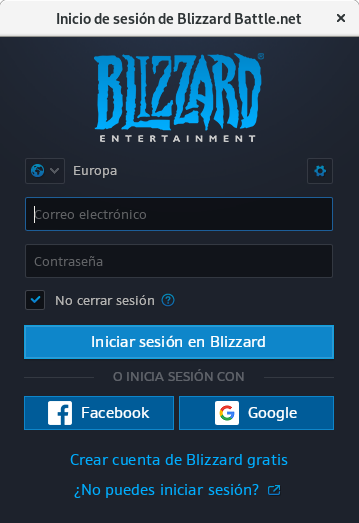 Inicio de sesión de Blizzard Battle.net
BLIZZARD
ENTERTAINMENT
Europa
Correo electrónico
Contraseña
No cerrar sesión
Iniciar sesión en Blizzard
O INICIA SESIÓN CON
Facebook
Google
Crear cuenta de Blizzard gratis
¿No puedes iniciar sesión?